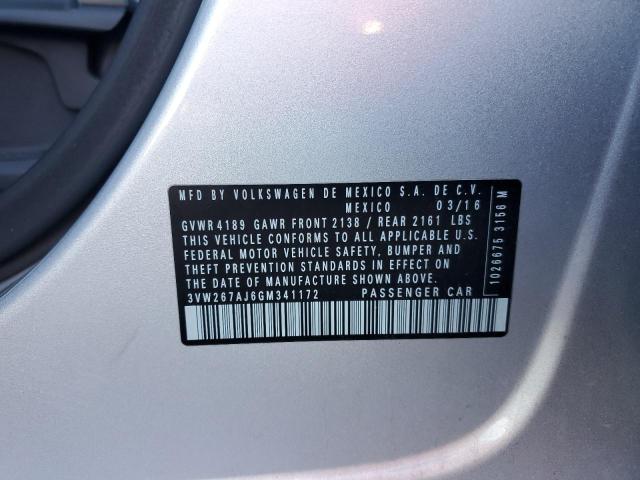 MFD BY VOLKSWAGEN DE MEXICO S.A. DE C.V.
MEXICO 03/16
GVWR 4189 GAWR FRONT 2138 / REAR 2161 LBS
THIS VEHICLE CONFORMS TO ALL APPLICABLE U.S.
FEDERAL MOTOR VEHICLE SAFETY, BUMPER AND
THEFT PREVENTION STANDARDS IN EFFECT ON
THE DATE OF MANUFACTURE SHOWN ABOVE.
3VW267AJ6GM341172 PASSENGER CAR
1026675 3156 M